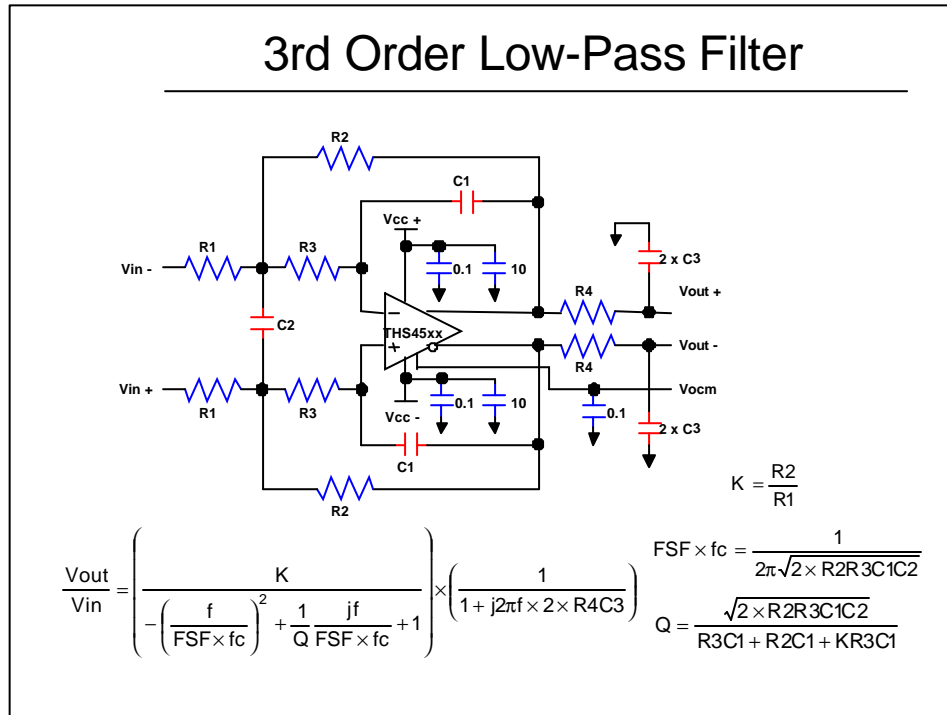 3rd Order Low-Pass Filter
R2
C1
Vcc +
R1
R3
Vin -
0.1
10
2 x C3
R4
Vout +
C2
THS45xx
R4
Vout -
Vin +
R1
R3
Vcc -
0.1
10
0.1
Vocm
2 x C3
C1
R2
K = R2 / R1
Vout / Vin = ( K / ( -( f / FSF × fc )² + 1/Q jf / FSF × fc + 1 ) ) × ( 1 / 1 + j2πf × 2 × R4C3 )
FSF × fc = 1 / 2π√2 × R2R3C1C2
Q = √2 × R2R3C1C2 / R3C1 + R2C1 + KR3C1